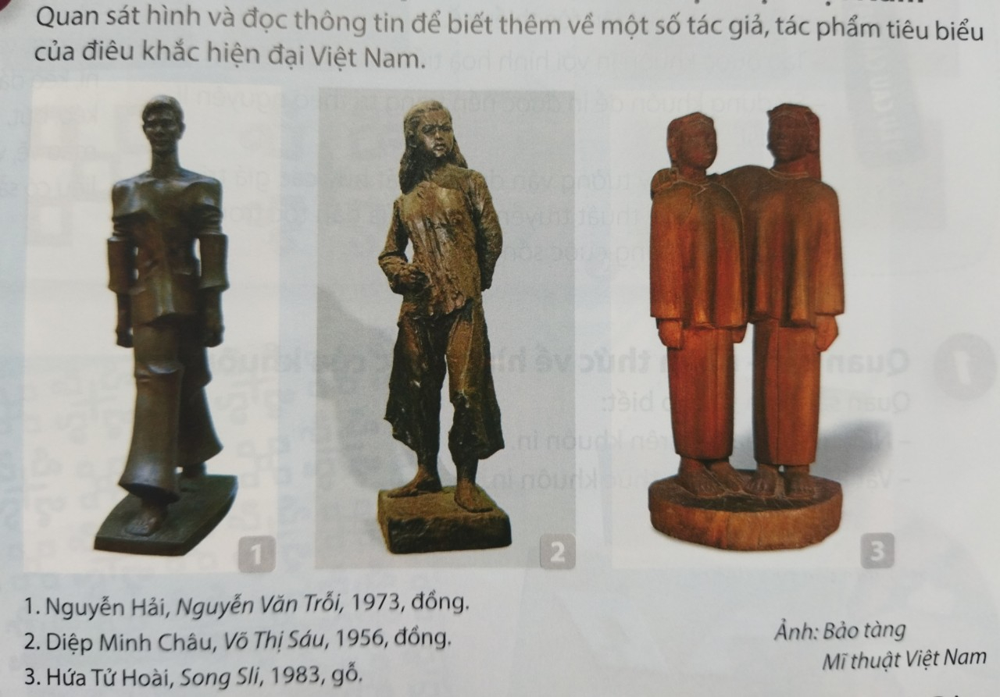 Quan sát hình và đọc thông tin để biết thêm về một số tác giả, tác phẩm tiêu biểu
của điêu khắc hiện đại Việt Nam.
1
2
3
1. Nguyễn Hải, Nguyễn Văn Trỗi, 1973, đồng.
2. Diệp Minh Châu, Võ Thị Sáu, 1956, đồng.
3. Hứa Tử Hoài, Song Sli, 1983, gỗ.
Ảnh: Bảo tàng
Mĩ thuật Việt Nam